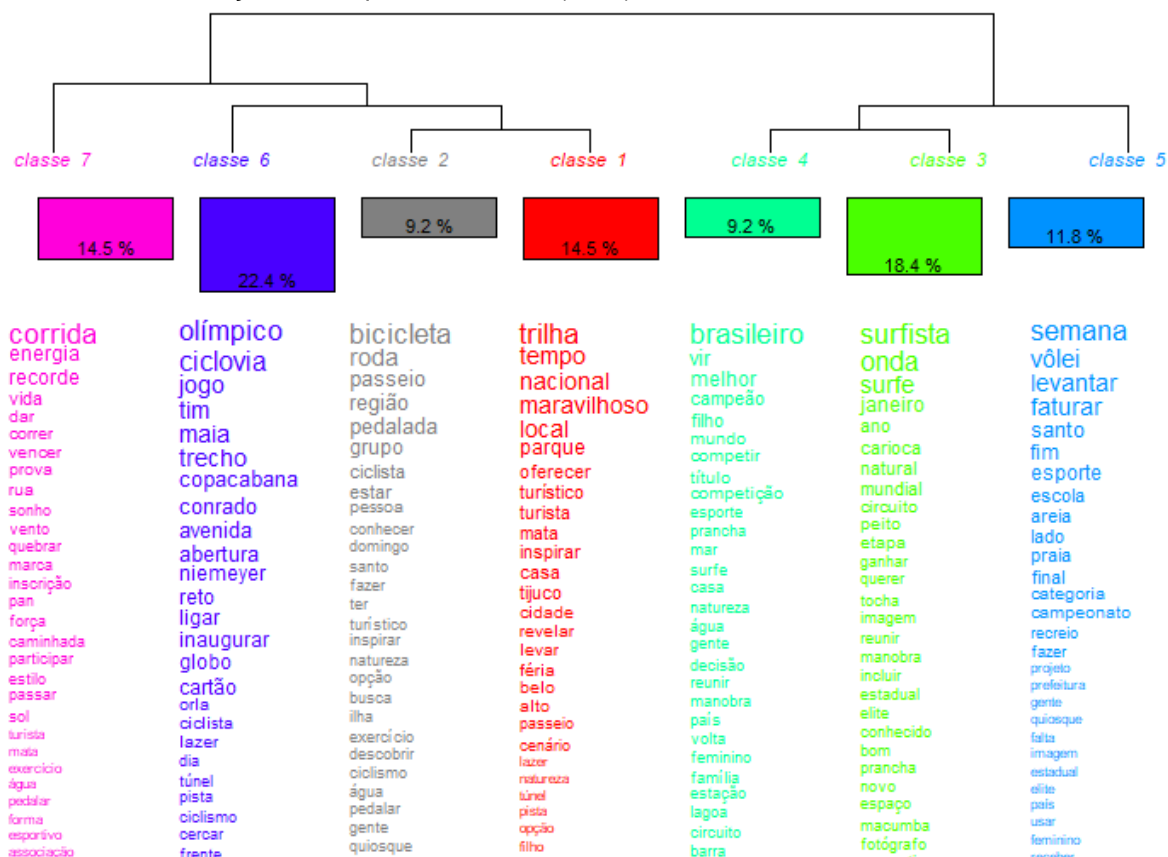 classe 7
classe 6
classe 2
classe 1
classe 4
classe 3
classe 5
14.5 %
22.4 %
9.2 %
14.5 %
9.2 %
18.4 %
11.8 %
corrida
energia
recorde
vida
dar
correr
vencer
prova
rua
sonho
vento
quebrar
marca
inscrição
pan
força
caminhada
participar
estilo
passar
sol
turista
mata
exercício
água
pedalar
forma
esportivo
associação
olímpico
ciclovia
jogo
tim
maia
trecho
copacabana
conrado
avenida
abertura
niemeyer
reto
ligar
inaugurar
globo
cartão
orla
ciclista
lazer
dia
túnel
pista
ciclismo
cercar
frente
bicicleta
roda
passeio
região
pedalada
grupo
ciclista
estar
pessoa
conhecer
domingo
santo
fazer
ter
turístico
inspirar
natureza
opção
busca
ilha
exercício
descobrir
ciclismo
água
pedalar
gente
quiosque
trilha
tempo
nacional
maravilhoso
local
parque
oferecer
turístico
turista
mata
inspirar
casa
tijuco
cidade
revelar
levar
féria
belo
alto
passeio
cenário
lazer
natureza
túnel
pista
opção
filho
brasileiro
vir
melhor
campeão
filho
mundo
competir
título
competição
esporte
prancha
mar
surfe
casa
natureza
água
gente
decisão
reunir
manobra
país
volta
feminino
família
estação
lagoa
circuito
barra
surfista
onda
surfe
janeiro
ano
carioca
natural
mundial
circuito
peito
etapa
ganhar
querer
tocha
imagem
reunir
manobra
incluir
estadual
elite
conhecido
bom
prancha
novo
espaço
macumba
fotógrafo
semana
vôlei
levantar
faturar
santo
fim
esporte
escola
areia
lado
praia
final
categoria
campeonato
recreio
fazer
projeto
prefeitura
gente
quiosque
falta
imagem
estadual
elite
país
usar
feminino
receber